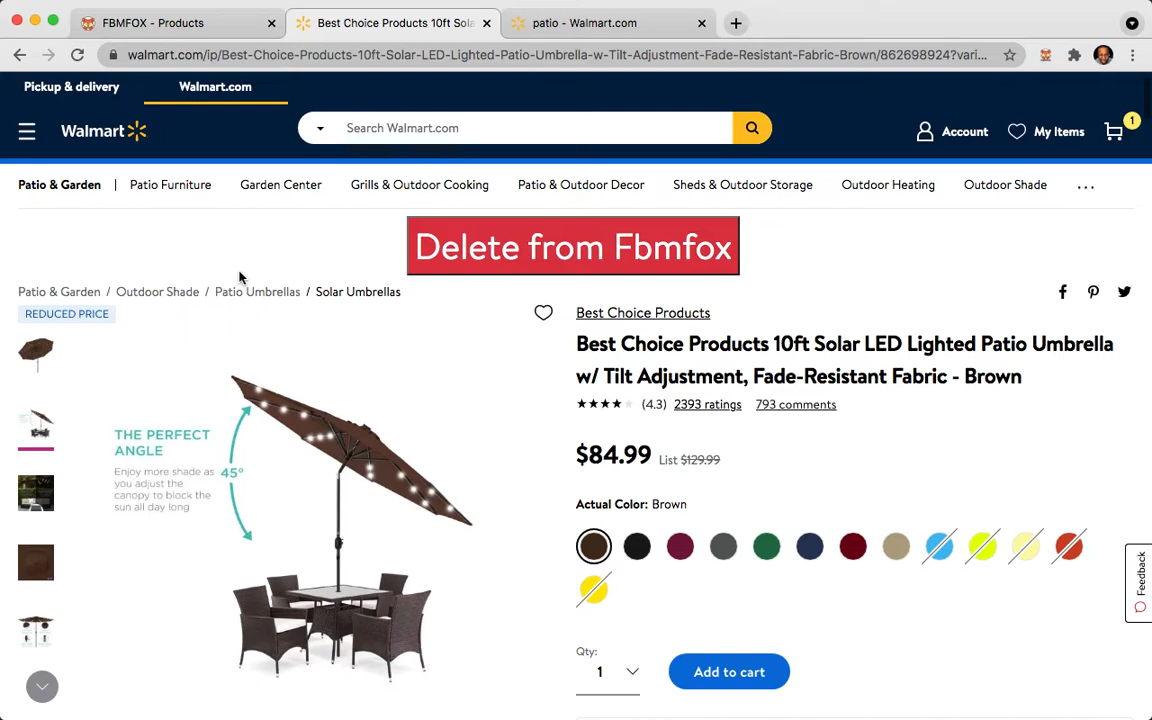 FBMFOX - Products
Best Choice Products 10ft Sola
patio - Walmart.com
walmart.com/ip/Best-Choice-Products-10ft-Solar-LED-Lighted-Patio-Umbrella-w-Tilt-Adjustment-Fade-Resistant-Fabric-Brown/862698924?vari...
Pickup & delivery
Walmart.com
Walmart
Search Walmart.com
Account
My Items
1
Patio & Garden | Patio Furniture Garden Center Grills & Outdoor Cooking Patio & Outdoor Decor Sheds & Outdoor Storage Outdoor Heating Outdoor Shade ...
Delete from Fbmfox
Patio & Garden / Outdoor Shade / Patio Umbrellas / Solar Umbrellas
REDUCED PRICE
Best Choice Products
Best Choice Products 10ft Solar LED Lighted Patio Umbrella
w/ Tilt Adjustment, Fade-Resistant Fabric - Brown
(4.3) 2393 ratings 793 comments
$84.99 List $129.99
Actual Color: Brown
THE PERFECT
ANGLE
Enjoy more shade as
you adjust the
canopy to block the
sun all day long
45°
Qty:
1
Add to cart
Feedback